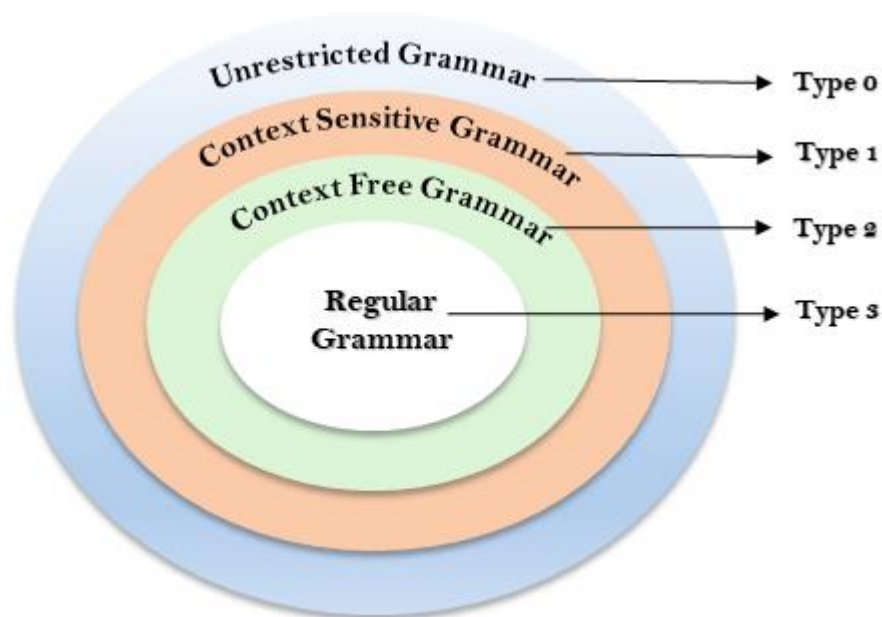 Unrestricted Grammar
Type 0
Context Sensitive Grammar
Type 1
Context Free Grammar
Type 2
Regular
Grammar
Type 3